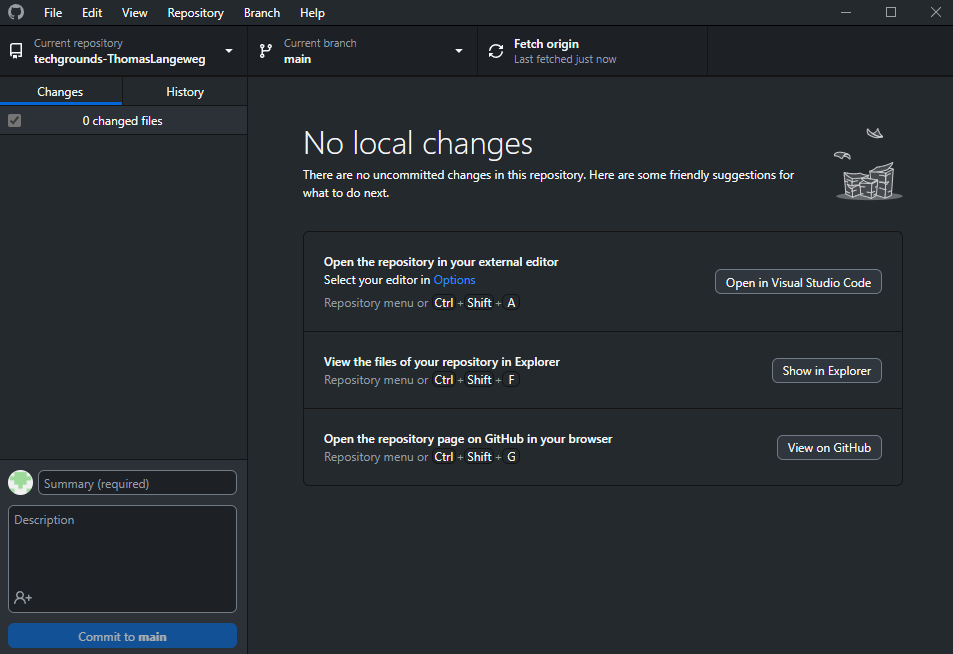 File Edit View Repository Branch Help
Current repository
techgrounds-ThomasLangeweg
Current branch
main
Fetch origin
Last fetched just now
Changes History
0 changed files
No local changes
There are no uncommitted changes in this repository. Here are some friendly suggestions for
what to do next.
Open the repository in your external editor
Select your editor in Options
Repository menu or Ctrl + Shift + A
Open in Visual Studio Code
View the files of your repository in Explorer
Repository menu or Ctrl + Shift + F
Show in Explorer
Open the repository page on GitHub in your browser
Repository menu or Ctrl + Shift + G
View on GitHub
Summary (required)
Description
Commit to main